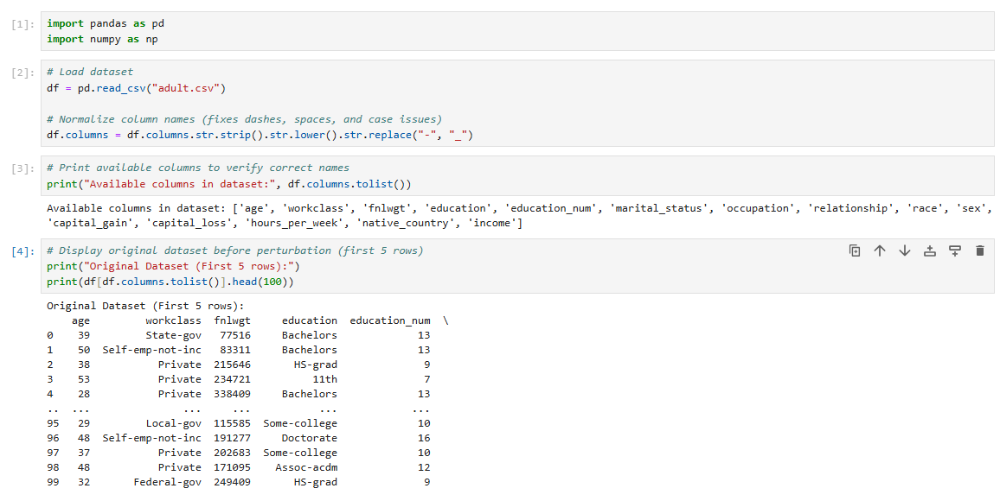 [1]: import pandas as pd
import numpy as np
[2]: # Load dataset
df = pd.read_csv("adult.csv")
# Normalize column names (fixes dashes, spaces, and case issues)
df.columns = df.columns.str.strip().str.lower().str.replace("-", "_")
[3]: # Print available columns to verify correct names
print("Available columns in dataset:", df.columns.tolist())
Available columns in dataset: ['age', 'workclass', 'fnlwgt', 'education', 'education_num', 'marital_status', 'occupation', 'relationship', 'race', 'sex',
'capital_gain', 'capital_loss', 'hours_per_week', 'native_country', 'income']
[4]: # Display original dataset before perturbation (first 5 rows)
print("Original Dataset (First 5 rows):")
print(df[df.columns.tolist()].head(100))
Original Dataset (First 5 rows):
age workclass fnlwgt education education_num \
0 39 State-gov 77516 Bachelors 13
1 50 Self-emp-not-inc 83311 Bachelors 13
2 38 Private 215646 HS-grad 9
3 53 Private 234721 11th 7
4 28 Private 338409 Bachelors 13
.. ... ... ... ... ...
95 29 Local-gov 115585 Some-college 10
96 48 Self-emp-not-inc 191277 Doctorate 16
97 37 Private 202683 Some-college 10
98 48 Private 171095 Assoc-acdm 12
99 32 Federal-gov 249409 HS-grad 9